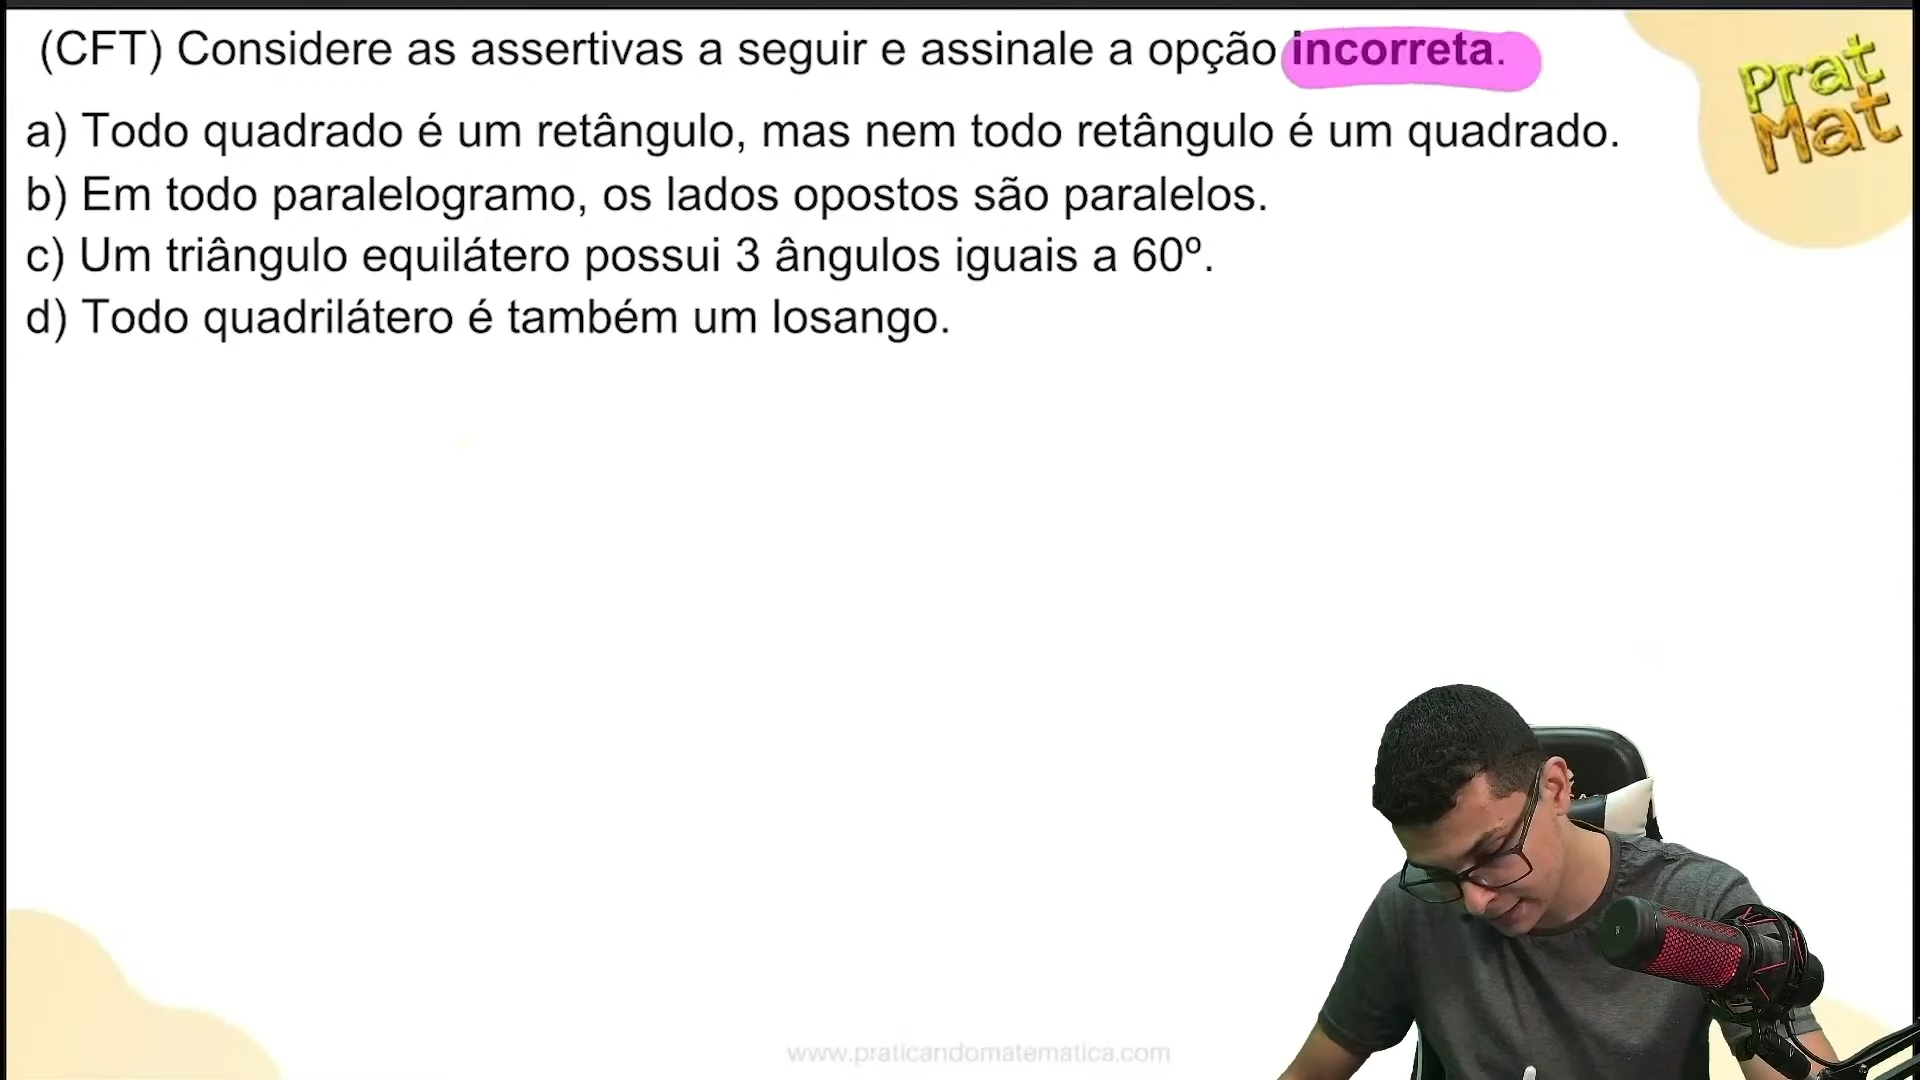 (CFT) Considere as assertivas a seguir e assinale a opção incorreta.
a) Todo quadrado é um retângulo, mas nem todo retângulo é um quadrado.
b) Em todo paralelogramo, os lados opostos são paralelos.
c) Um triângulo equilátero possui 3 ângulos iguais a 60º.
d) Todo quadrilátero é também um losango.
Prat
Mat
www.praticandomatematica.com